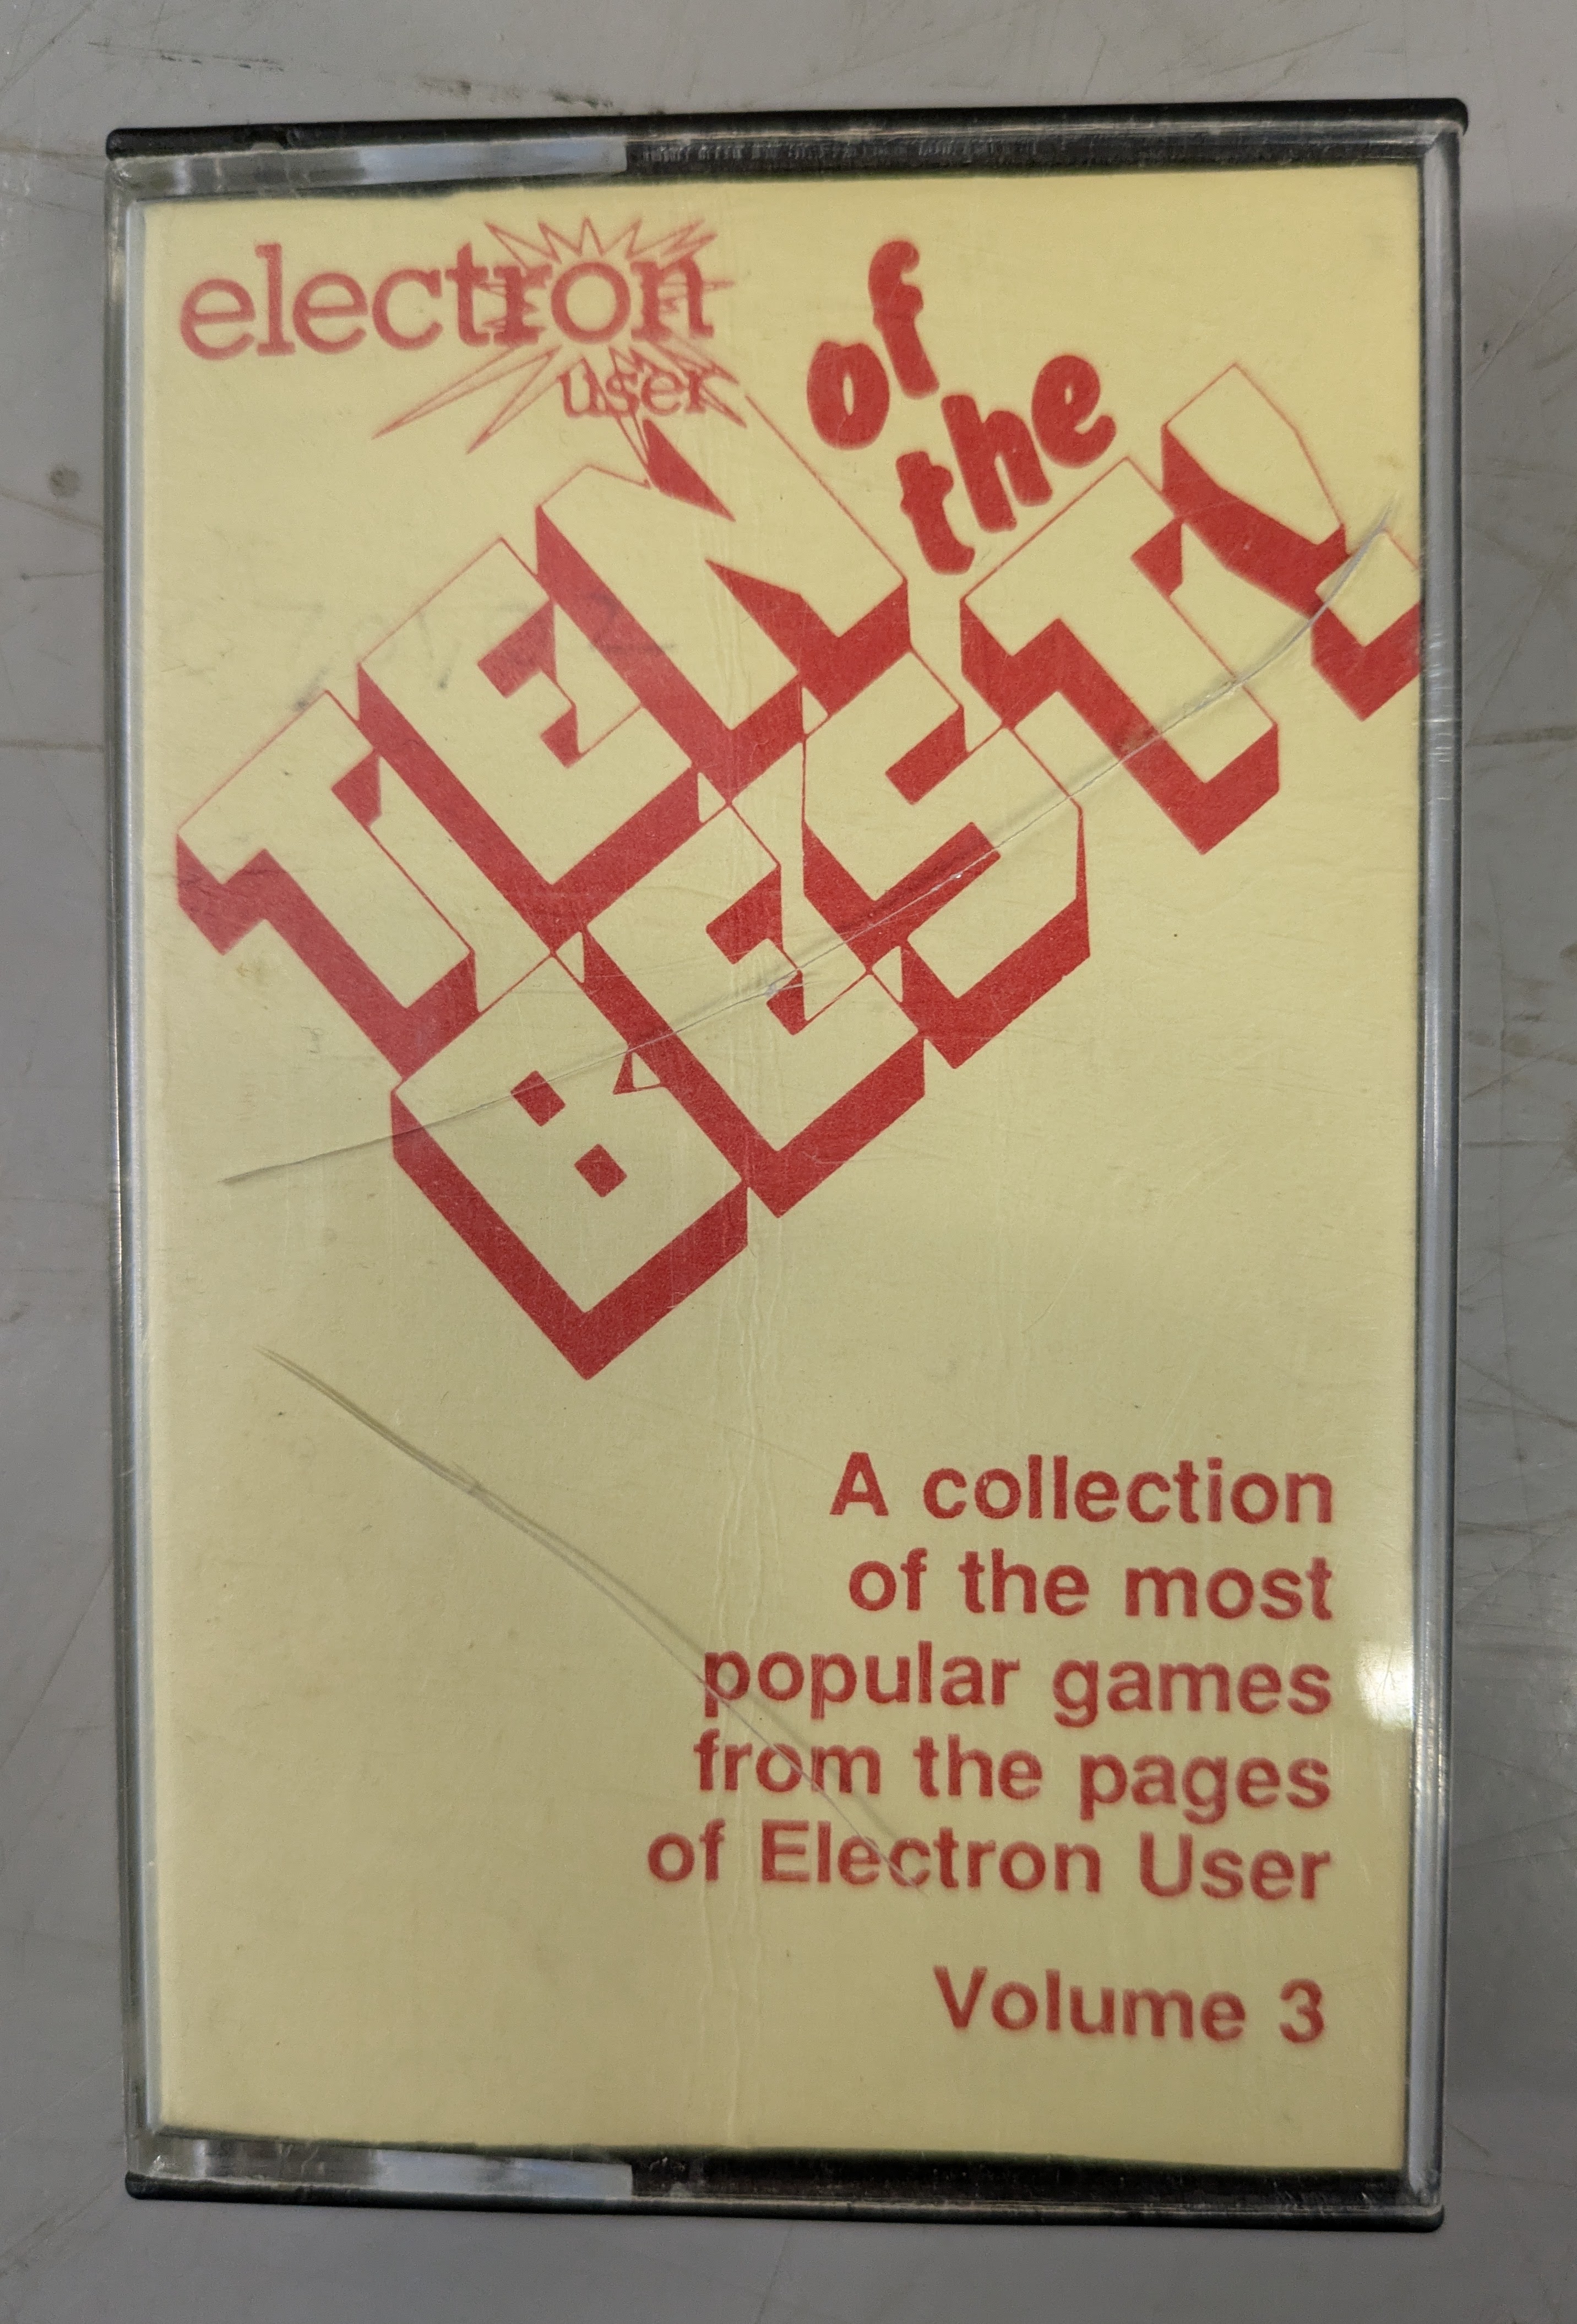 electron
user
TEN
of
the
BEST!
A collection
of the most
popular games
from the pages
of Electron User
Volume 3